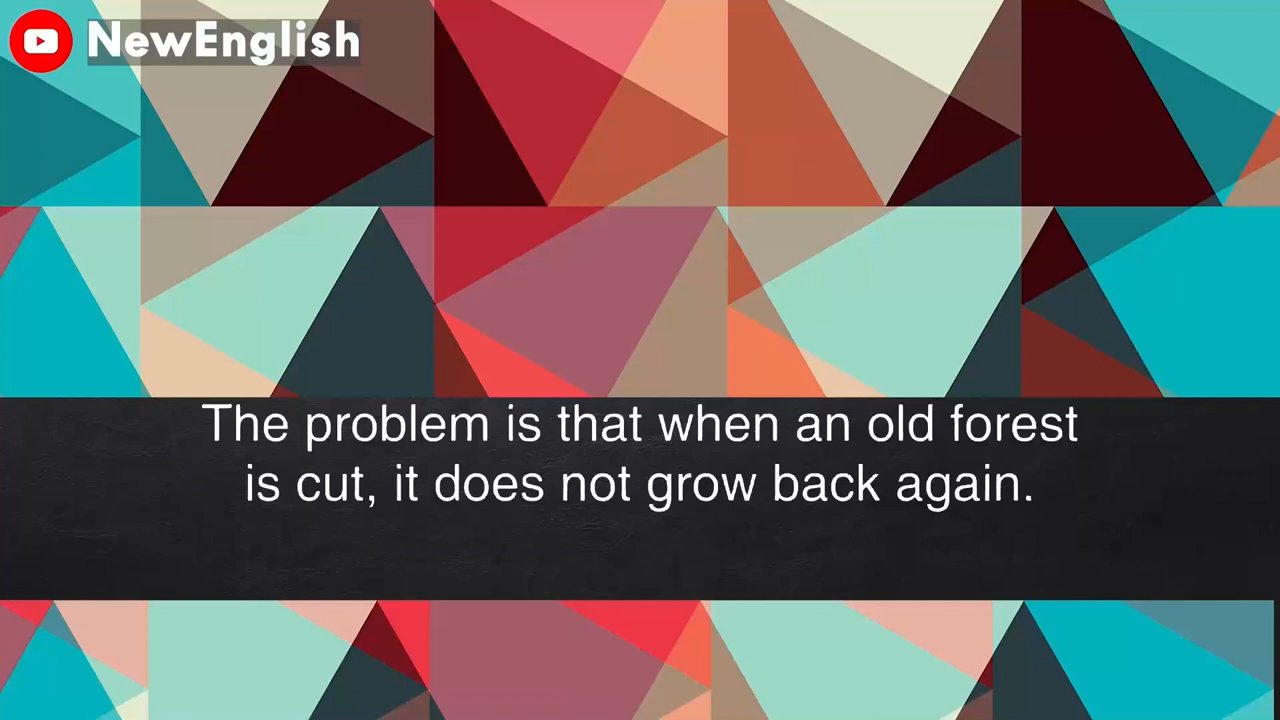 NewEnglish
The problem is that when an old forest
is cut, it does not grow back again.